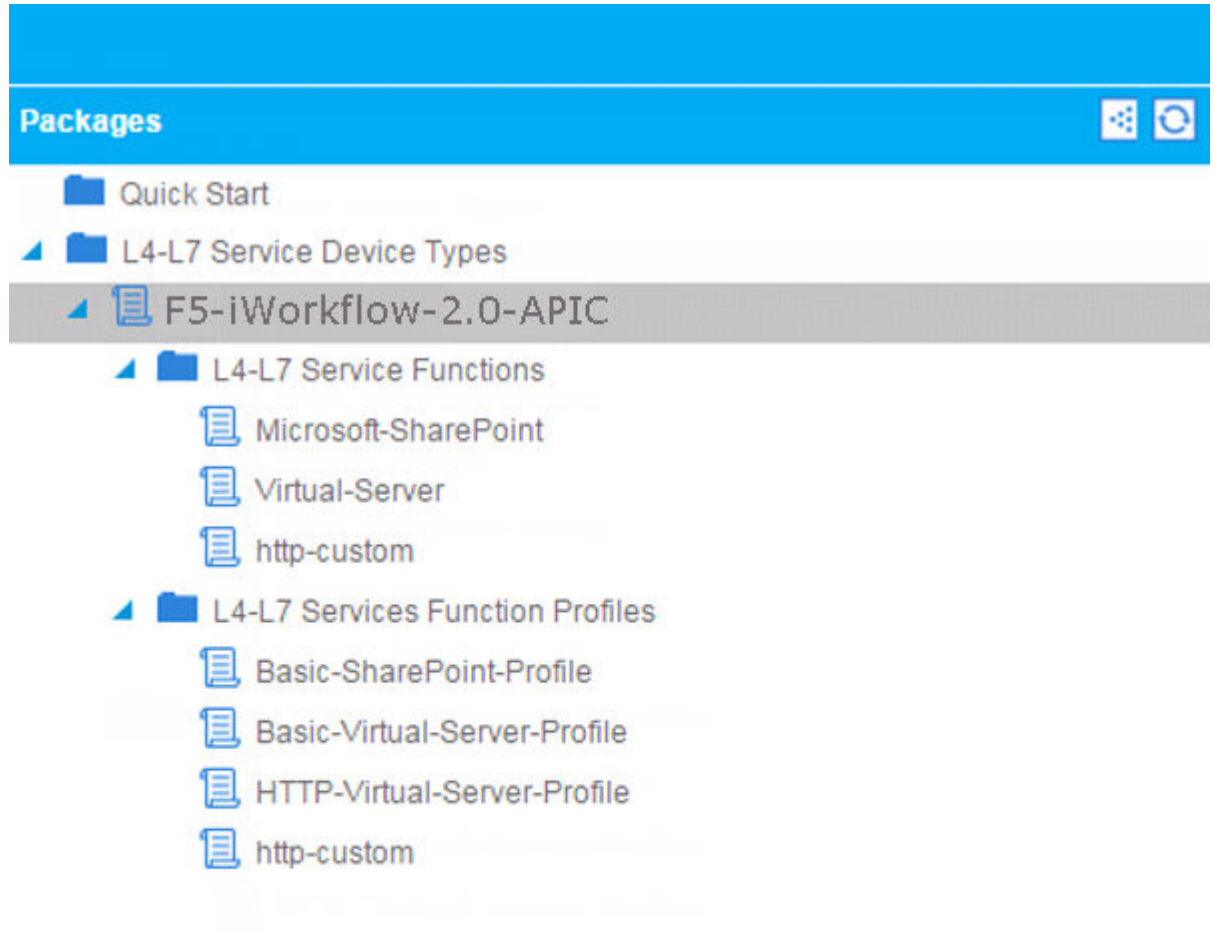 Packages
Quick Start
L4-L7 Service Device Types
F5-iWorkflow-2.0-APIC
L4-L7 Service Functions
Microsoft-SharePoint
Virtual-Server
http-custom
L4-L7 Services Function Profiles
Basic-SharePoint-Profile
Basic-Virtual-Server-Profile
HTTP-Virtual-Server-Profile
http-custom